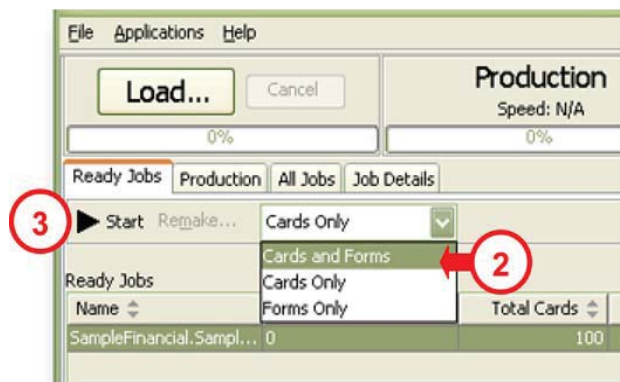 File Applications Help
Load... Cancel Production
Speed: N/A
0% 0%
Ready Jobs Production All Jobs Job Details
3 Start Remake... Cards Only
Cards and Forms 2
Ready Jobs Cards Only
Name Forms Only Total Cards
SampleFinancial.Sampl... 0 100